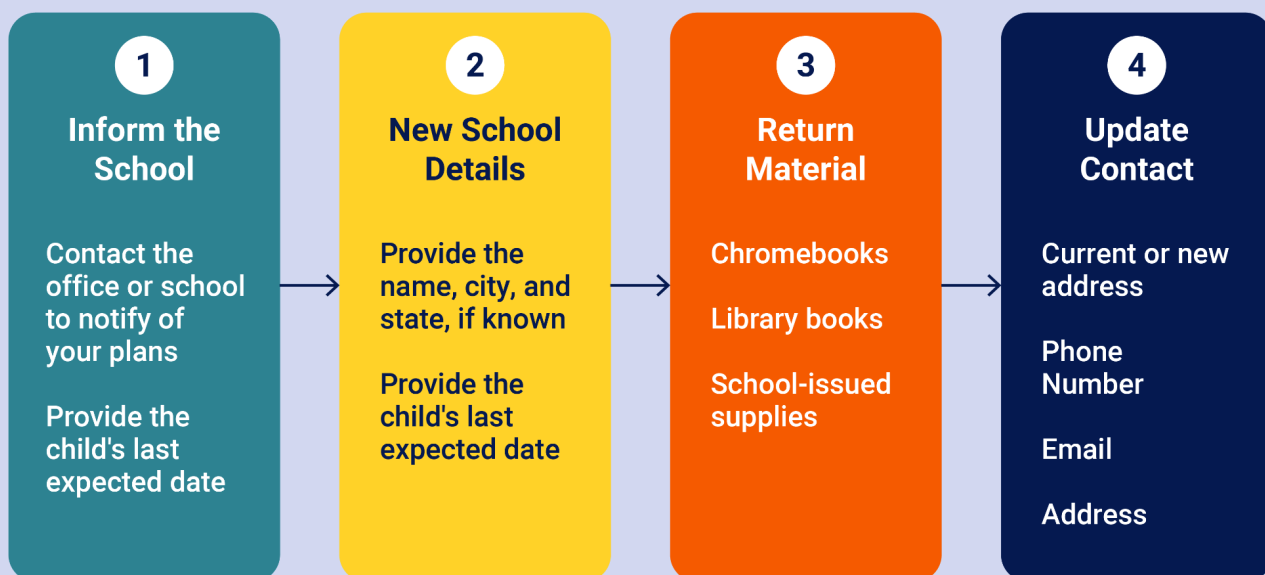 1
Inform the
School
Contact the
office or school
to notify of
your plans
Provide the
child's last
expected date
2
New School
Details
Provide the
name, city, and
state, if known
Provide the
child's last
expected date
3
Return
Material
Chromebooks
Library books
School-issued
supplies
4
Update
Contact
Current or new
address
Phone
Number
Email
Address